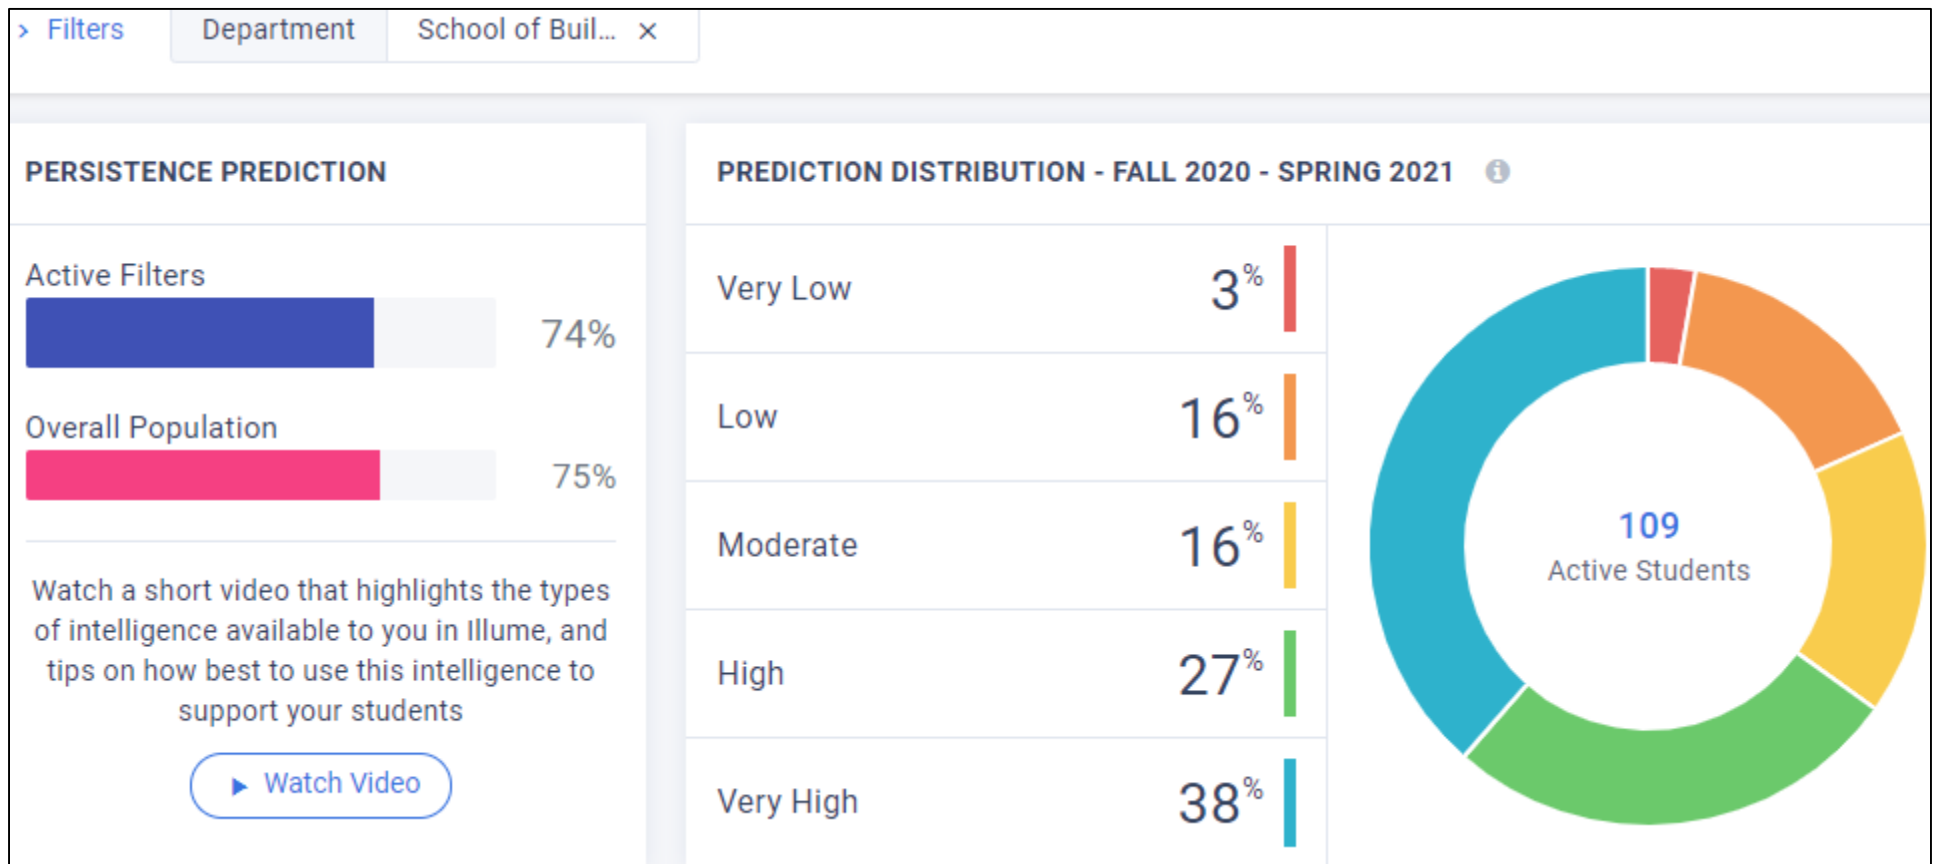 Filters
Department
School of Buil... ×
PERSISTENCE PREDICTION
Active Filters
74%
Overall Population
75%
Watch a short video that highlights the types
of intelligence available to you in Illume, and
tips on how best to use this intelligence to
support your students
Watch Video
PREDICTION DISTRIBUTION - FALL 2020 - SPRING 2021
Very Low 3%
Low 16%
Moderate 16%
High 27%
Very High 38%
109
Active Students